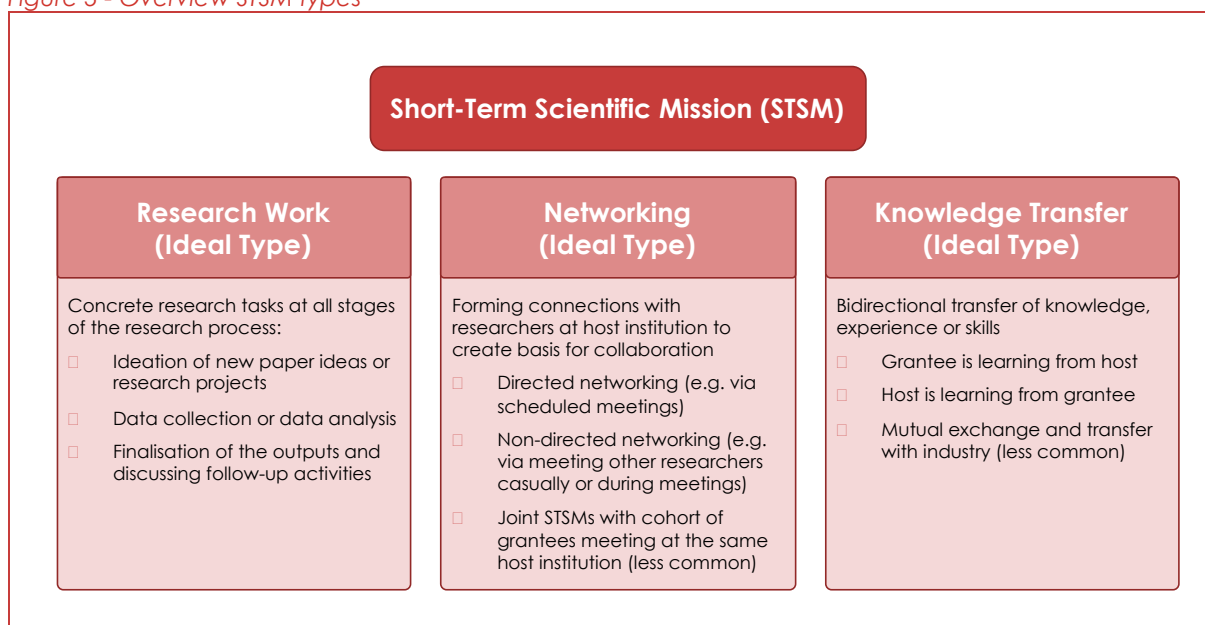 Figure 3 - Overview STSM Types
Short-Term Scientific Mission (STSM)
Research Work
(Ideal Type)
Concrete research tasks at all stages
of the research process:
Ideation of new paper ideas or
research projects
Data collection or data analysis
Finalisation of the outputs and
discussing follow-up activities
Networking
(Ideal Type)
Forming connections with
researchers at host institution to
create basis for collaboration
Directed networking (e.g. via
scheduled meetings)
Non-directed networking (e.g.
via meeting other researchers
casually or during meetings)
Joint STSMs with cohort of
grantees meeting at the same
host institution (less common)
Knowledge Transfer
(Ideal Type)
Bidirectional transfer of knowledge,
experience or skills
Grantee is learning from host
Host is learning from grantee
Mutual exchange and transfer
with industry (less common)